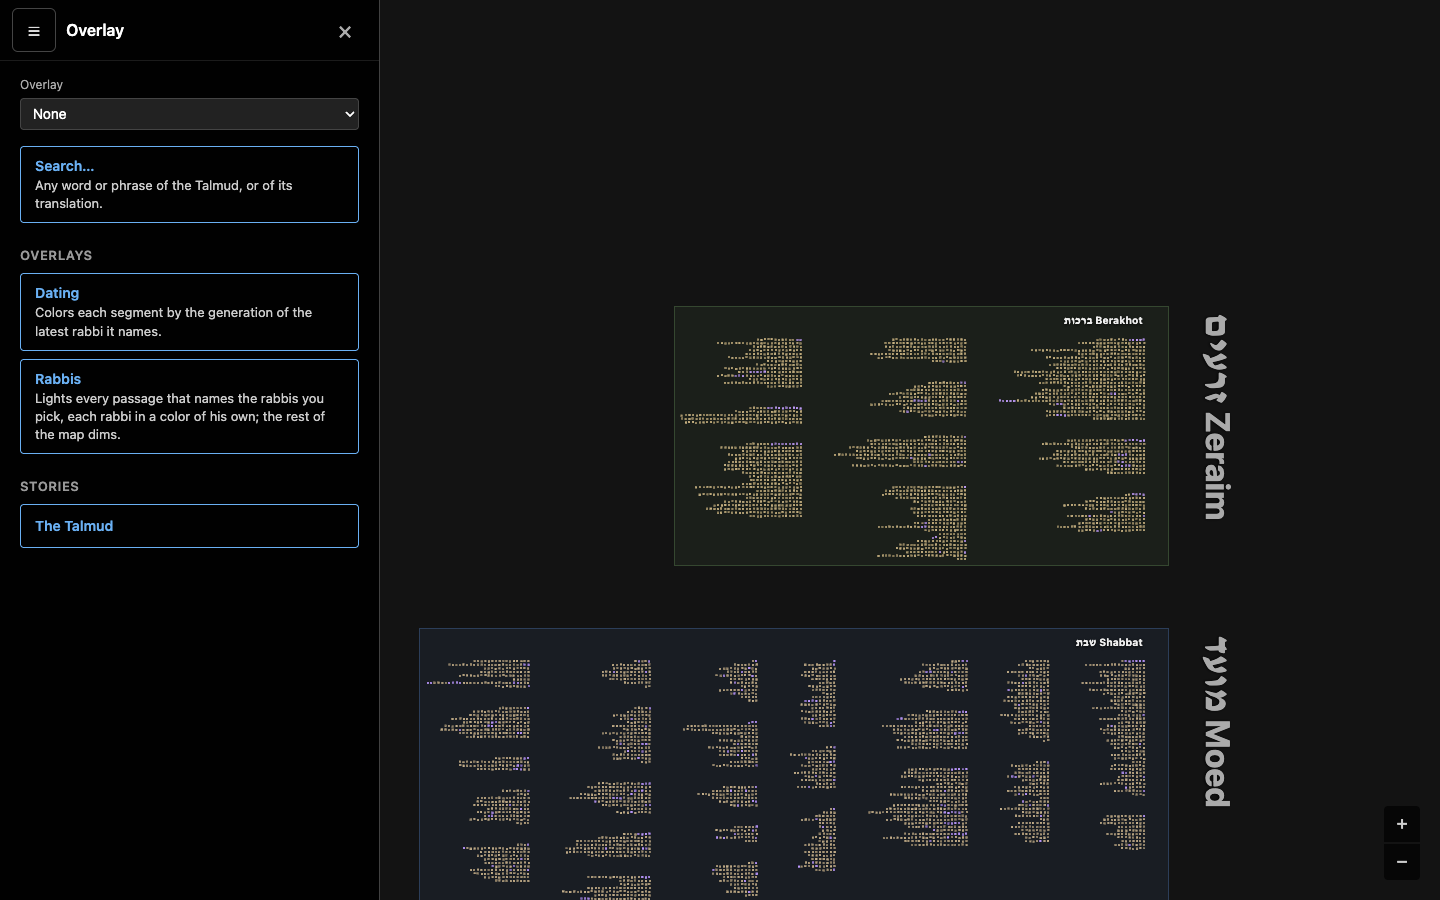 Overlay
Overlay
None
Search...
Any word or phrase of the Talmud, or of its
translation.
OVERLAYS
Dating
Colors each segment by the generation of the
latest rabbi it names.
Rabbis
Lights every passage that names the rabbis you
pick, each rabbi in a color of his own; the rest of
the map dims.
STORIES
The Talmud
ברכות Berakhot
זרעים Zeraim
שבת Shabbat
מועד Moed